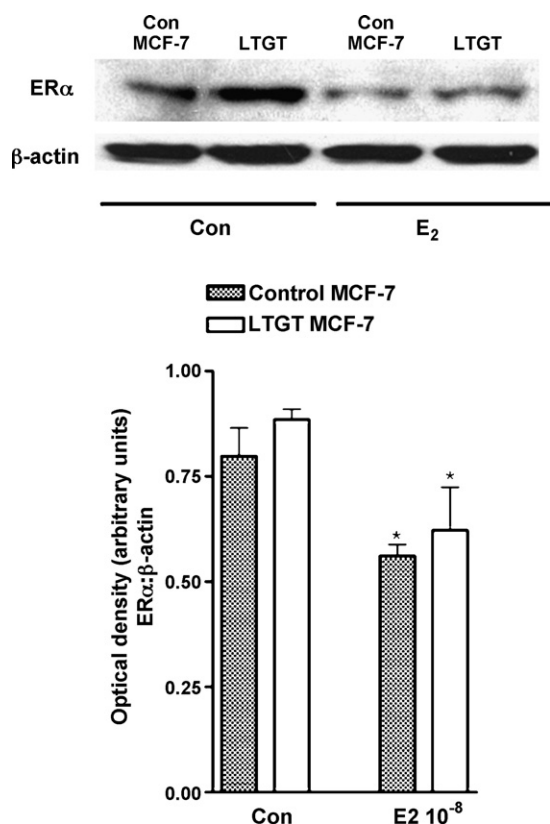 Con MCF-7 LTGT Con MCF-7 LTGT
ERα
β-actin
Con E₂
Control MCF-7
LTGT MCF-7
Optical density (arbitrary units)
ERα:β-actin
1.00
0.75
0.50
0.25
0.00
* *
Con E2 10⁻⁸